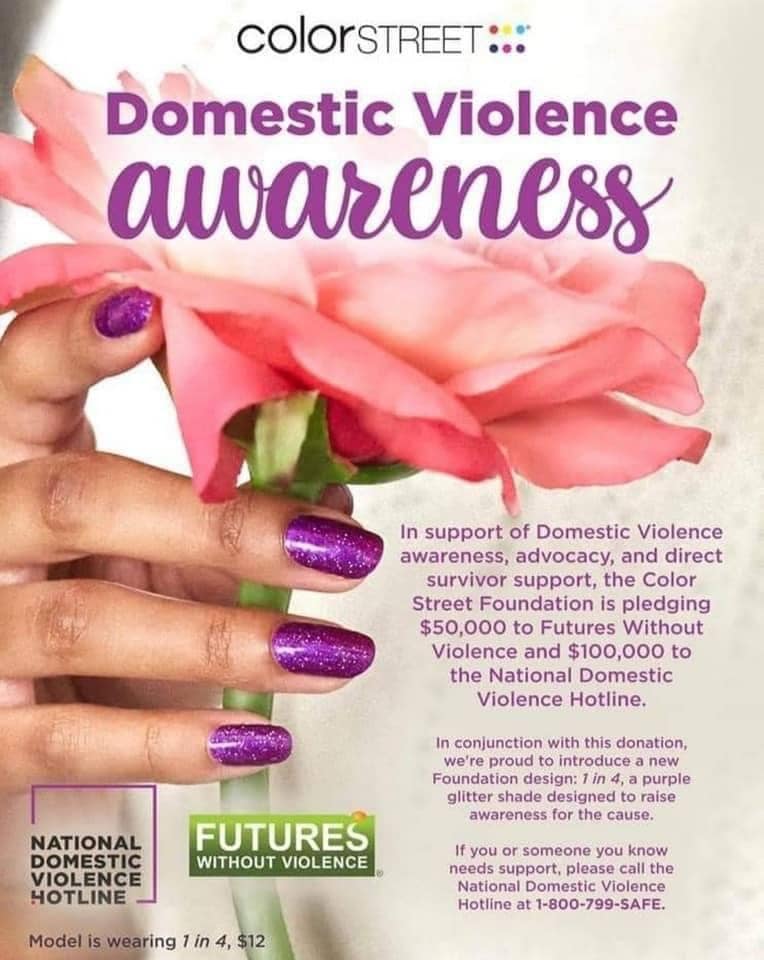 colorSTREET
Domestic Violence
awareness
In support of Domestic Violence
awareness, advocacy, and direct
survivor support, the Color
Street Foundation is pledging
$50,000 to Futures Without
Violence and $100,000 to
the National Domestic
Violence Hotline.
In conjunction with this donation,
we're proud to introduce a new
Foundation design: 1 in 4, a purple
glitter shade designed to raise
awareness for the cause.
If you or someone you know
needs support, please call the
National Domestic Violence
Hotline at 1-800-799-SAFE.
NATIONAL
DOMESTIC
VIOLENCE
HOTLINE
FUTURES
WITHOUT VIOLENCE®
Model is wearing 1 in 4, $12